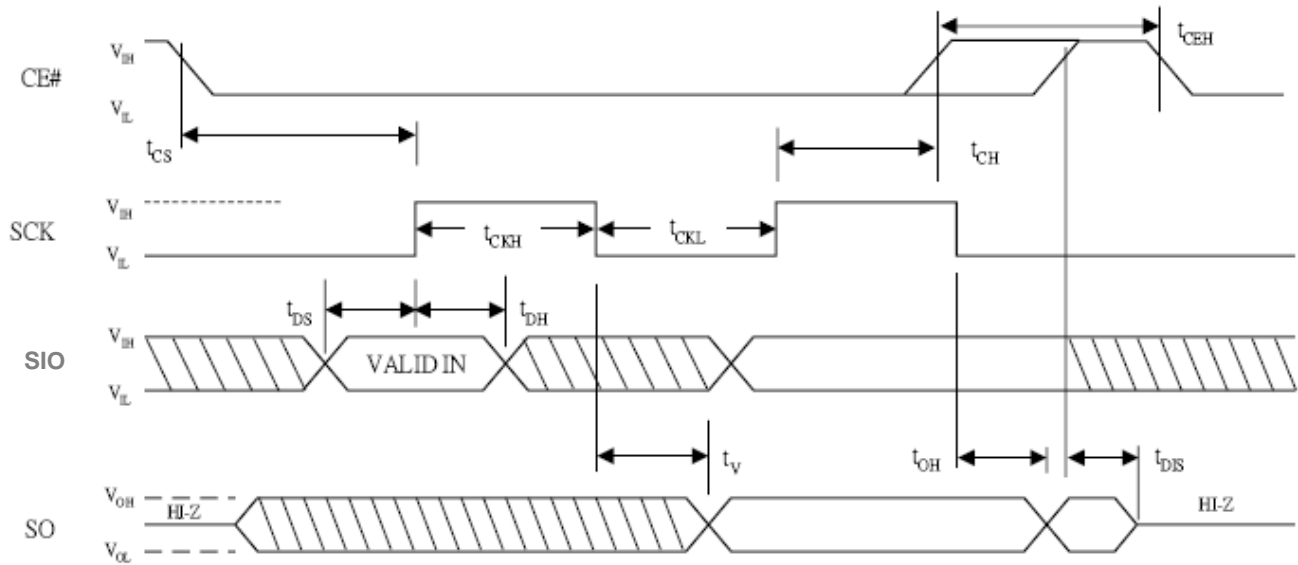 V_IH
t_CEH
CE#
V_IL
t_CS
t_CH
V_IH
SCK
t_CKH
t_CKL
V_IL
t_DS
t_DH
V_IH
SIO
VALID IN
V_IL
t_V
t_OH
t_DIS
V_OH
HI-Z
HI-Z
SO
V_OL